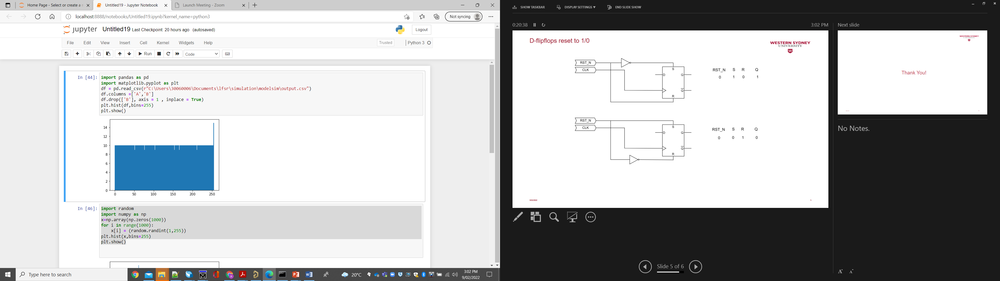 Home Page - Select or create a n
Untitled19 - Jupyter Notebook
Launch Meeting - Zoom
localhost:8888/notebooks/Untitled19.ipynb?kernel_name=python3
Not syncing
jupyter Untitled19 Last Checkpoint: 20 hours ago (autosaved)
Logout
File Edit View Insert Cell Kernel Widgets Help
Trusted
Python 3
Run
Code
In [44]:
import pandas as pd
import matplotlib.pyplot as plt
df = pd.read_csv(r"C:\Users\30060006\Documents\lfsr\simulation\modelsim\output.csv")
df.columns =['A','B']
df.drop(['B'], axis = 1 , inplace = True)
plt.hist(df,bins=255)
plt.show()
14
12
10
8
6
4
2
0
0 50 100 150 200 250
In [46]:
import random
import numpy as np
x=np.array(np.zeros(1000))
for i in range(1000):
x[i] = (random.randint(1,255))
plt.hist(x,bins=255)
plt.show()
Type here to search
20°C
3:02 PM
9/02/2022
SHOW TASKBAR
DISPLAY SETTINGS ▼
END SLIDE SHOW
0:20:38
3:02 PM
D-flipflops reset to 1/0
WESTERN SYDNEY
UNIVERSITY
W
RST_N
CLK
S
D Q
Q
R
RST_N S R Q
0 1 0 1
RST_N
CLK
S
D Q
Q
R
RST_N S R Q
0 0 1 0
9/02/2022
5
Slide 5 of 6
Next slide
WESTERN SYDNEY
UNIVERSITY
Thank You!
No Notes.
A A